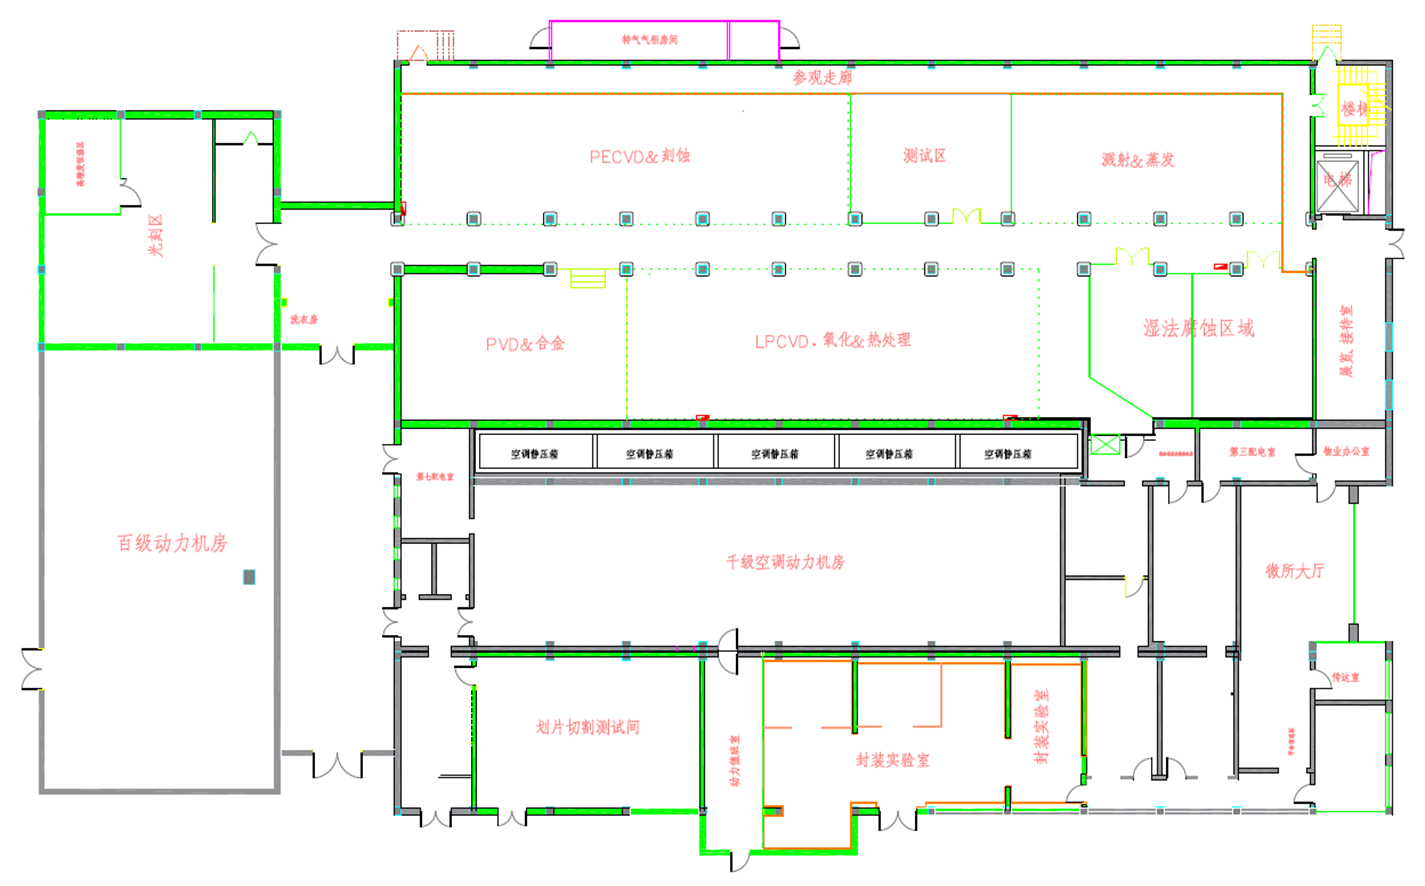 特气气柜房间
参观走廊
楼梯
PECVD&刻蚀
测试区
溅射&蒸发
电梯
高精度恒温区
光刻区
洗衣房
PVD&合金
LPCVD、氧化&热处理
湿法腐蚀区域
展览、接待室
空调静压箱
空调静压箱
空调静压箱
空调静压箱
空调静压箱
第三配电室
物业办公室
第七配电室
百级动力机房
千级空调动力机房
微所大厅
传达室
划片切割测试间
动力值班室
封装实验室
封装实验室